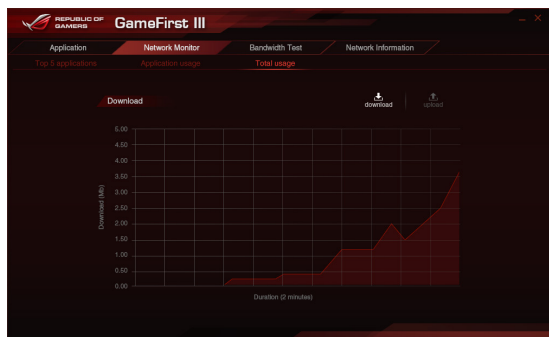 REPUBLIC OF
GAMERS
GameFirst III
Application Network Monitor Bandwidth Test Network Information
Top 5 applications Application usage Total usage
Download
download upload
5.00
4.50
4.00
3.50
3.00
2.50
2.00
1.50
1.00
0.50
0.00
Download (Mb)
Duration (2 minutes)